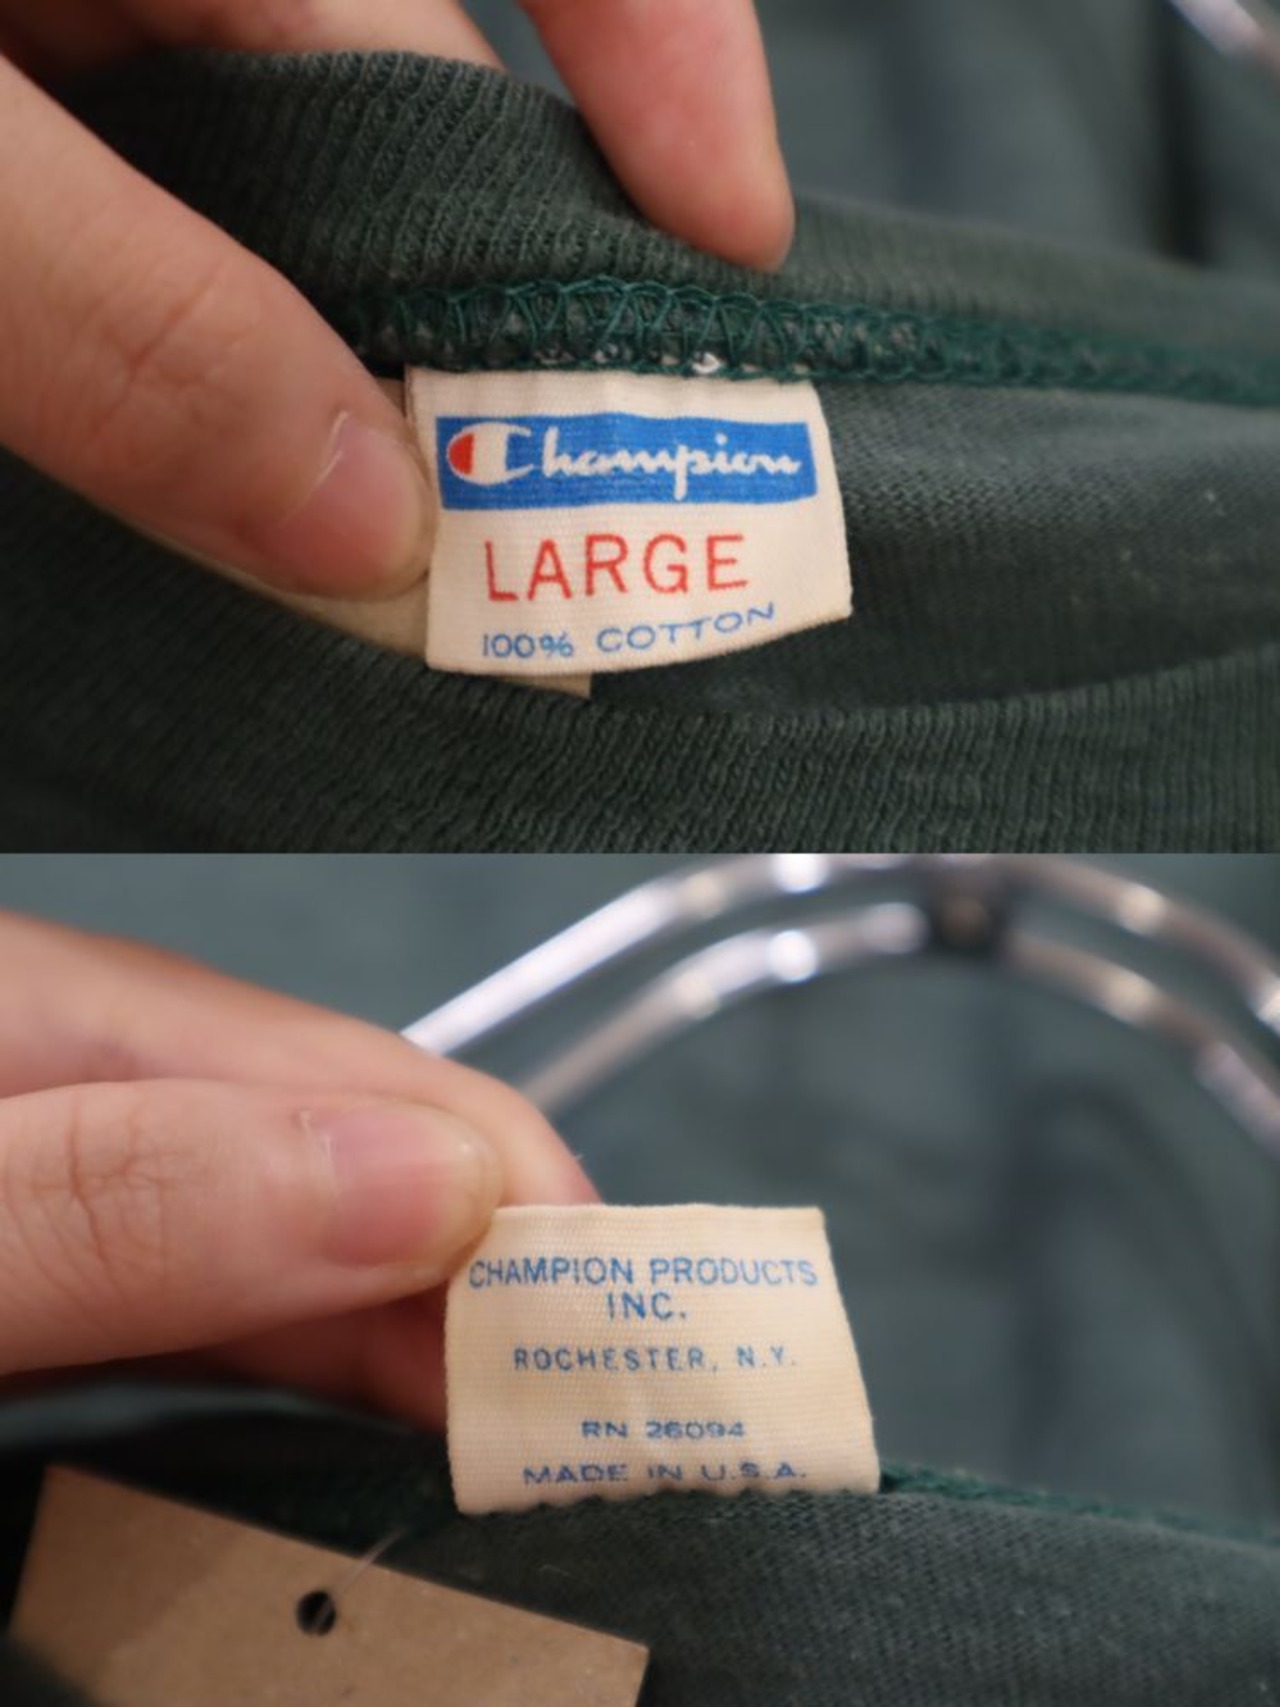 Champion
LARGE
100% COTTON
CHAMPION PRODUCTS
INC.
ROCHESTER, N.Y.
RN 26094
MADE IN U.S.A.